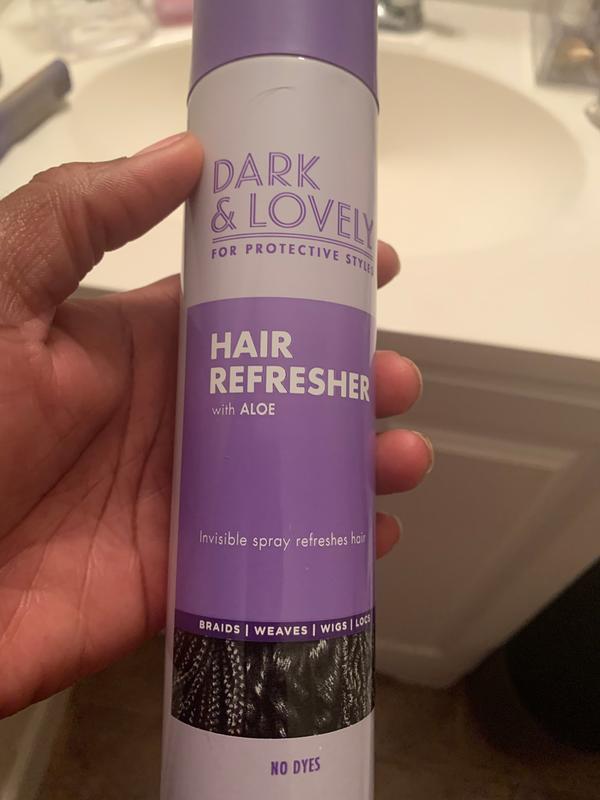 DARK
& LOVELY
FOR PROTECTIVE STYLES
HAIR
REFRESHER
with ALOE
Invisible spray refreshes hair
BRAIDS | WEAVES | WIGS | LOCS
NO DYES